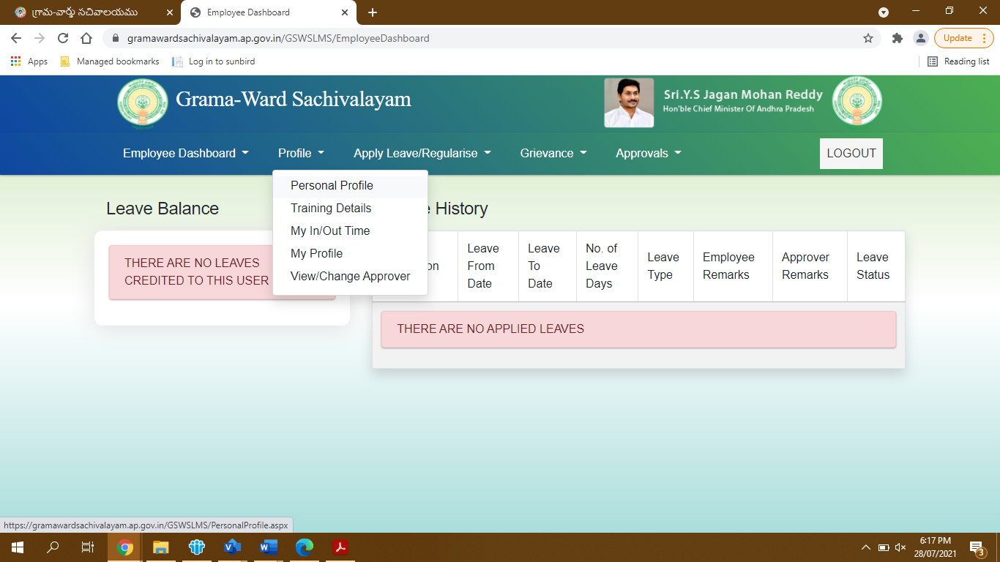 గ్రామ-వార్డు సచివాలయము
Employee Dashboard
gramawardsachivalayam.ap.gov.in/GSWSLMS/EmployeeDashboard
Update
Apps
Managed bookmarks
Log in to sunbird
Reading list
Grama-Ward Sachivalayam
Sri.Y.S Jagan Mohan Reddy
Hon'ble Chief Minister Of Andhra Pradesh
Employee Dashboard
Profile
Apply Leave/Regularise
Grievance
Approvals
LOGOUT
Personal Profile
Training Details
My In/Out Time
My Profile
View/Change Approver
Leave Balance
THERE ARE NO LEAVES
CREDITED TO THIS USER
History
Leave
From
Date
Leave
To
Date
No. of
Leave
Days
Leave
Type
Employee
Remarks
Approver
Remarks
Leave
Status
THERE ARE NO APPLIED LEAVES
https://gramawardsachivalayam.ap.gov.in/GSWSLMS/PersonalProfile.aspx
6:17 PM
28/07/2021
3